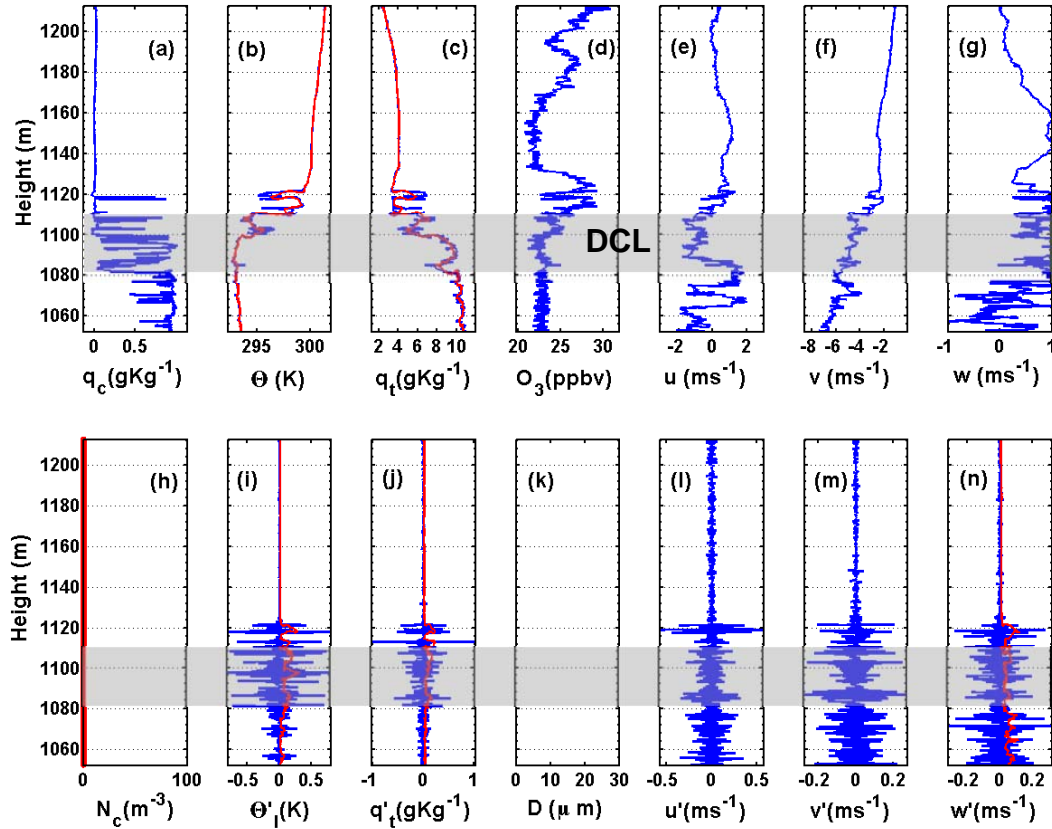 (a) (b) (c) (d) (e) (f) (g)
Height (m)
1200
1180
1160
1140
1120
1100
1080
1060
DCL
0 295 300 2 4 6 8 10 20 25 30 -2 0 2 -8 -6 -4 -2 -1 0 1
q_c(gKg⁻¹) Θ (K) q_t(gKg⁻¹) O₃(ppbv) u (ms⁻¹) v (ms⁻¹) w (ms⁻¹)
(h) (i) (j) (k) (l) (m) (n)
Height (m)
1200
1180
1160
1140
1120
1100
1080
1060
0 100 -0.5 0 0.5 -1 0 1 0 10 20 30 -0.5 0 0.5 -0.2 0 0.2 -0.2 0 0.2
N_c(m⁻³) Θ'_l(K) q'_t(gKg⁻¹) D (μ m) u'(ms⁻¹) v'(ms⁻¹) w'(ms⁻¹)